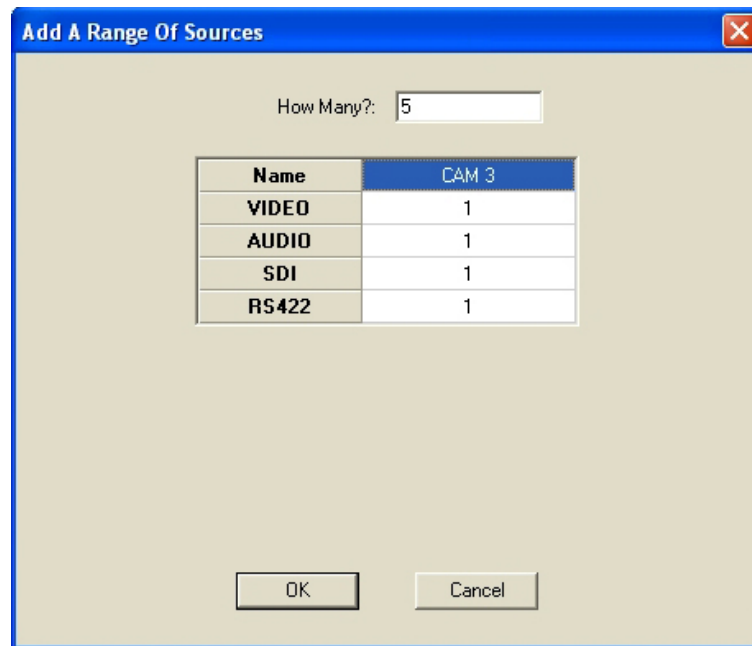 Add A Range Of Sources
How Many?: 5
Name CAM 3
VIDEO 1
AUDIO 1
SDI 1
RS422 1
OK Cancel